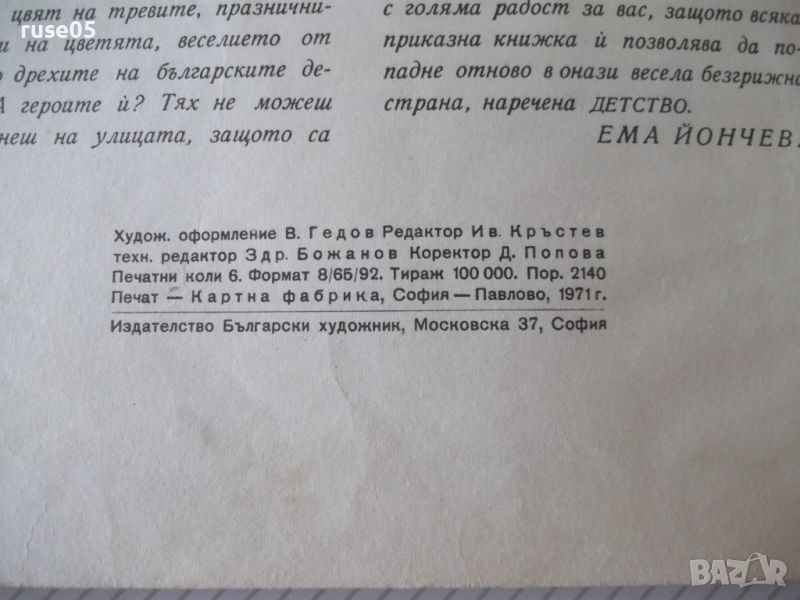 ruse05
цвят на тревите, празнични-
и на цветята, веселието от
дрехите на българските де-
А героите ѝ? Тях не можеш
неш на улицата, защото са
с голяма радост за вас, защото всяка
приказна книжка ѝ позволява да по-
падне отново в онази весела безгрижна
страна, наречена ДЕТСТВО.
ЕМА ЙОНЧЕВА
Худож. оформление В. Гедов Редактор Ив. Кръстев
техн. редактор Здр. Божанов Коректор Д. Попова
Печатни коли 6. Формат 8/65/92. Тираж 100 000. Пор. 2140
Печат — Картна фабрика, София — Павлово, 1971 г.
Издателство Български художник, Московска 37, София
BAZAR